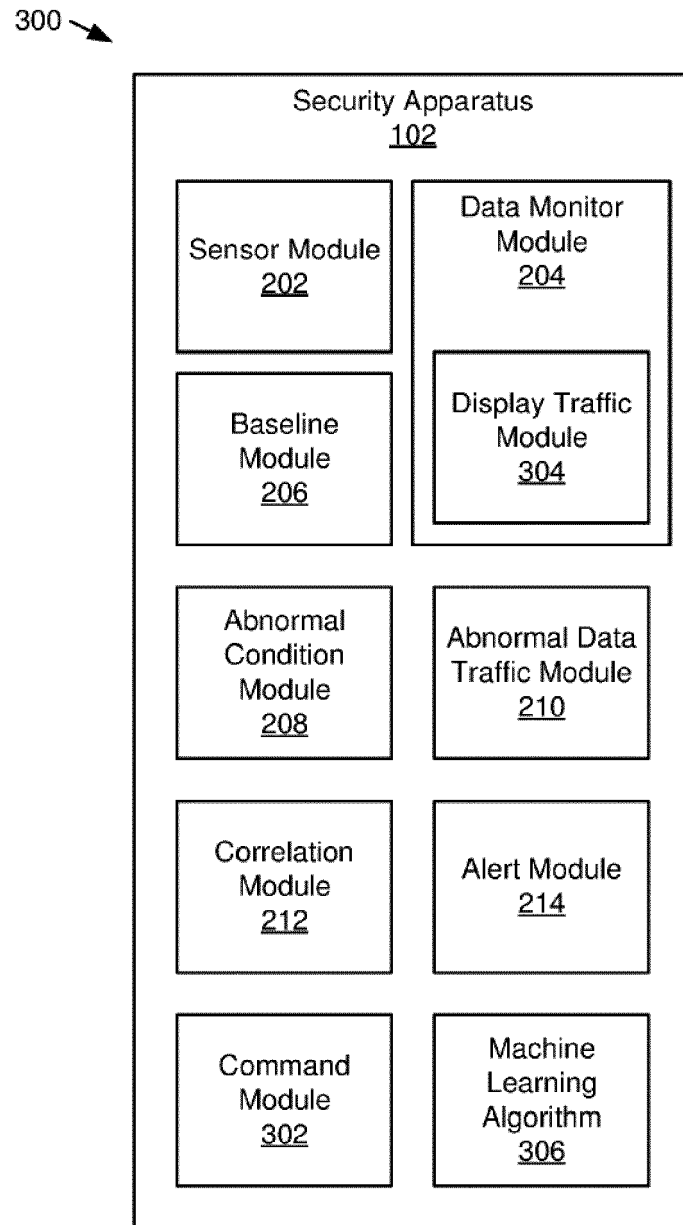 300
Security Apparatus
102
Sensor Module
202
Data Monitor
Module
204
Baseline
Module
206
Display Traffic
Module
304
Abnormal
Condition
Module
208
Abnormal Data
Traffic Module
210
Correlation
Module
212
Alert Module
214
Command
Module
302
Machine
Learning
Algorithm
306